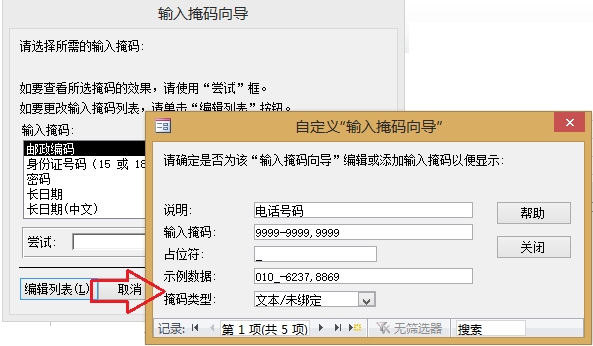 输入掩码向导
请选择所需的输入掩码:
如要查看所选掩码的效果，请使用“尝试”框。
如要更改输入掩码列表，请单击“编辑列表”按钮。
输入掩码:
邮政编码
身份证号码 (15 或 18
密码
长日期
长日期(中文)
尝试:
编辑列表(L)
取消
自定义“输入掩码向导”
请确定是否为该“输入掩码向导”编辑或添加输入掩码以便显示:
说明: 电话号码
输入掩码: 9999-9999,9999
占位符: _
示例数据: 010_-6237,8869
掩码类型: 文本/未绑定
帮助
关闭
记录: 第 1 项(共 5 项) 无筛选器 搜索